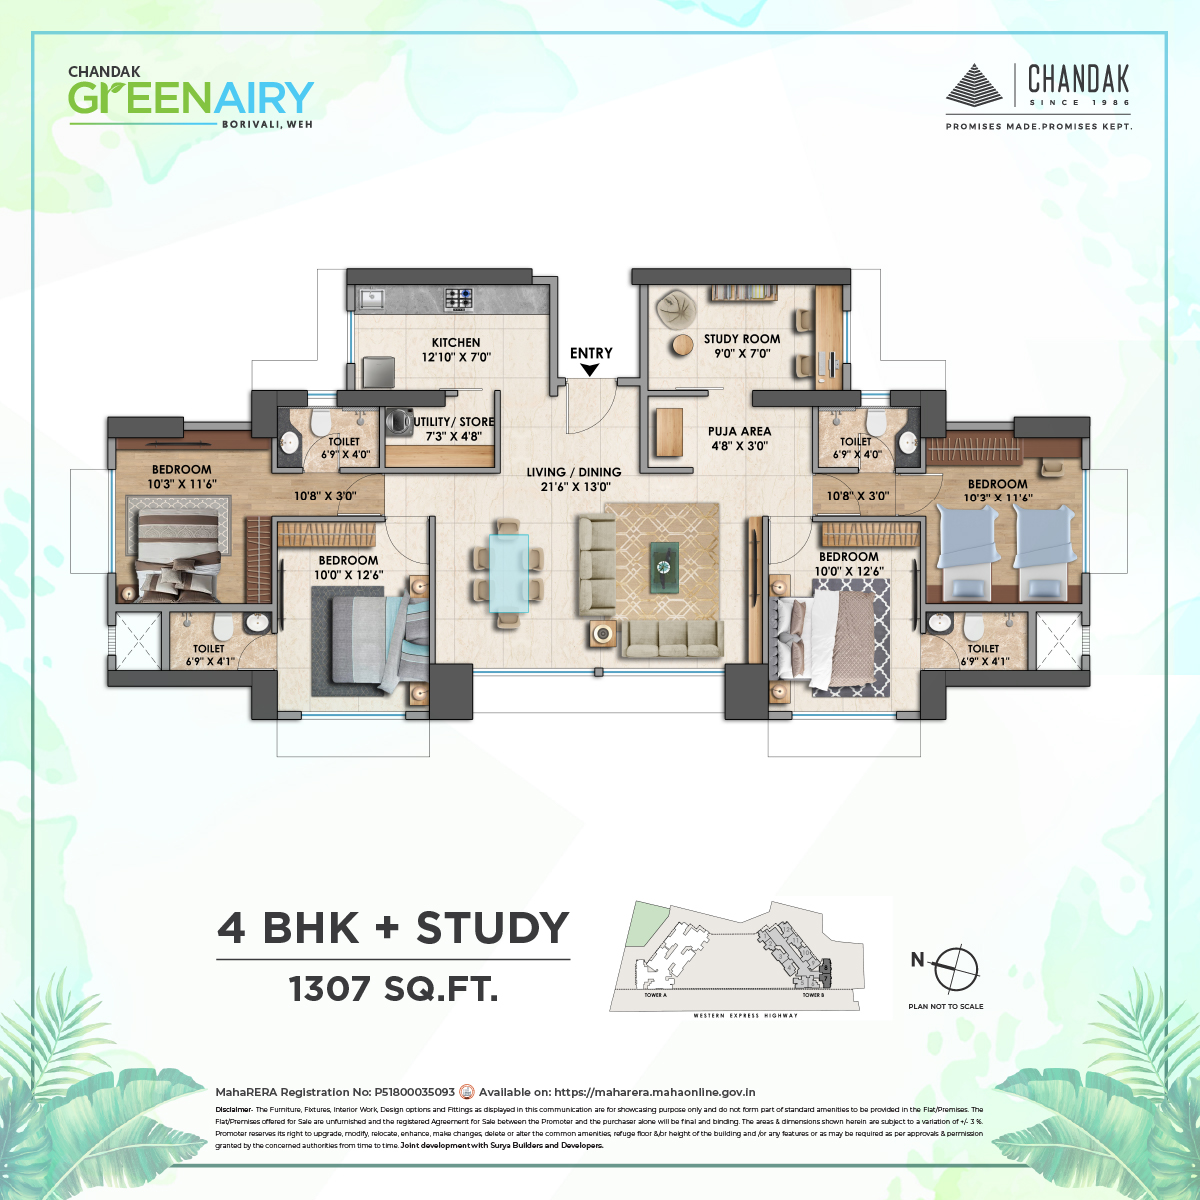 CHANDAK
GrEENAIRY
BORIVALI, WEH
CHANDAK
SINCE 1986
PROMISES MADE.PROMISES KEPT.
KITCHEN
12'10" X 7'0"
ENTRY
STUDY ROOM
9'0" X 7'0"
UTILITY/ STORE
7'3" X 4'8"
PUJA AREA
4'8" X 3'0"
TOILET
6'9" X 4'0"
TOILET
6'9" X 4'0"
BEDROOM
10'3" X 11'6"
10'8" X 3'0"
LIVING / DINING
21'6" X 13'0"
10'8" X 3'0"
BEDROOM
10'3" X 11'6"
BEDROOM
10'0" X 12'6"
BEDROOM
10'0" X 12'6"
TOILET
6'9" X 4'1"
TOILET
6'9" X 4'1"
4 BHK + STUDY
1307 SQ.FT.
TOWER A
TOWER B
WESTERN EXPRESS HIGHWAY
N
PLAN NOT TO SCALE
MahaRERA Registration No: P51800035093 Available on: https://maharera.mahaonline.gov.in
Disclaimer- The Furniture, Fixtures, Interior Work, Design options and Fittings as displayed in this communication are for showcasing purpose only and do not form part of standard amenities to be provided in the Flat/Premises. The
Flat/Premises offered for Sale are unfurnished and the registered Agreement for Sale between the Promoter and the purchaser alone will be final and binding. The areas & dimensions shown herein are subject to a variation of +/- 3 %.
Promoter reserves its right to upgrade, modify, relocate, enhance, make changes, delete or alter the common amenities, refuge floor &/or height of the building and /or any features or as may be required as per approvals & permission
granted by the concerned authorities from time to time. Joint development with Surya Builders and Developers.